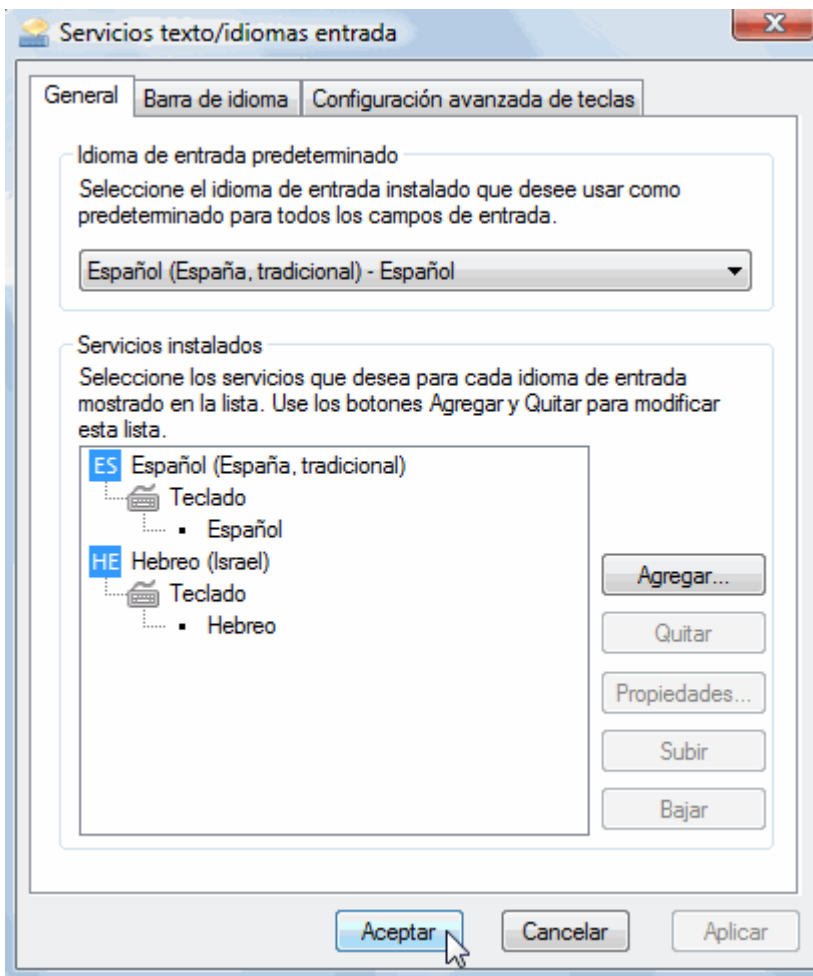 Servicios texto/idiomas entrada
General
Barra de idioma
Configuración avanzada de teclas
Idioma de entrada predeterminado
Seleccione el idioma de entrada instalado que desee usar como
predeterminado para todos los campos de entrada.
Español (España, tradicional) - Español
Servicios instalados
Seleccione los servicios que desea para cada idioma de entrada
mostrado en la lista. Use los botones Agregar y Quitar para modificar
esta lista.
ES Español (España, tradicional)
Teclado
Español
HE Hebreo (Israel)
Teclado
Hebreo
Agregar...
Quitar
Propiedades...
Subir
Bajar
Aceptar
Cancelar
Aplicar